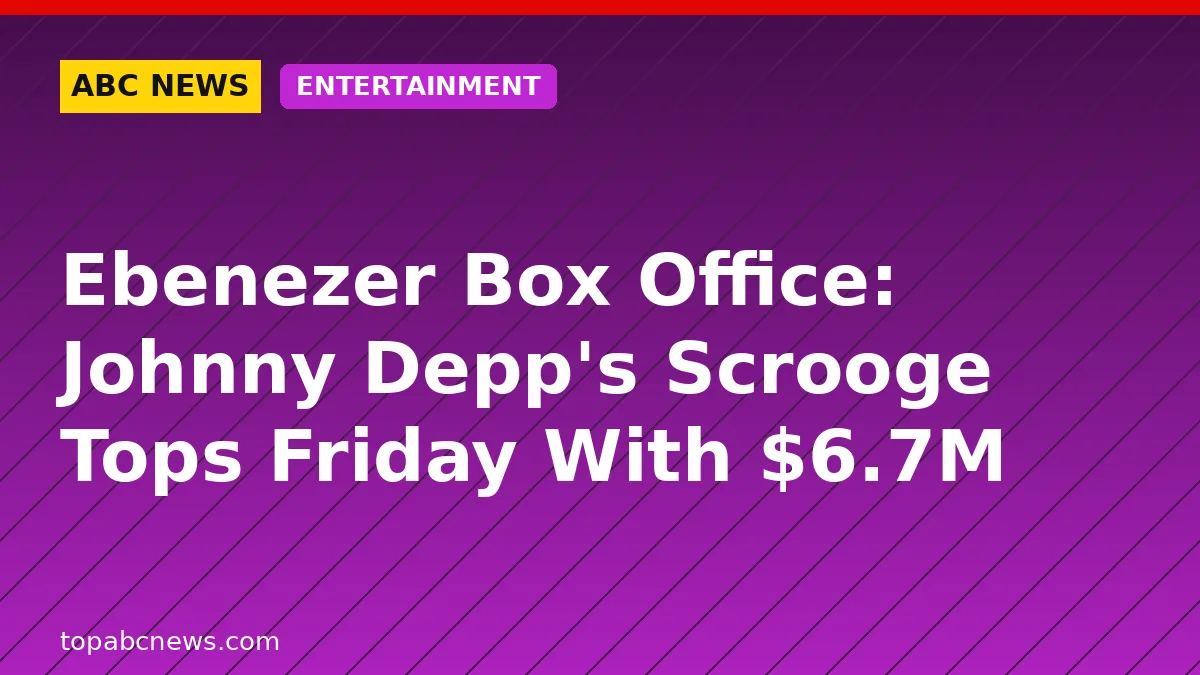 ABC NEWS
ENTERTAINMENT
Ebenezer Box Office:
Johnny Depp's Scrooge
Tops Friday With $6.7M
topabcnews.com